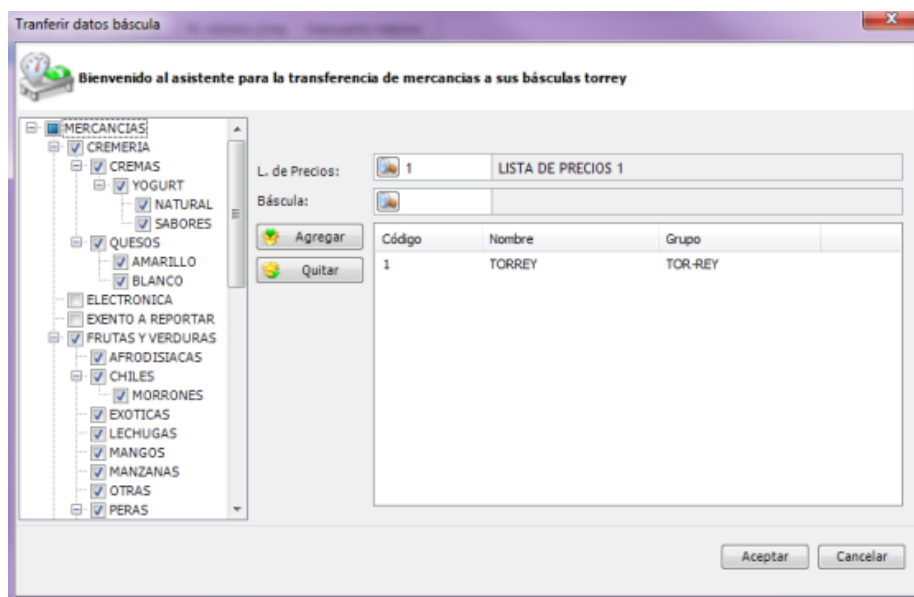 Tranferir datos báscula
Bienvenido al asistente para la transferencia de mercancias a sus básculas torrey
MERCANCIAS
CREMERIA
CREMAS
YOGURT
NATURAL
SABORES
QUESOS
AMARILLO
BLANCO
ELECTRONICA
EXENTO A REPORTAR
FRUTAS Y VERDURAS
AFRODISIACAS
CHILES
MORRONES
EXOTICAS
LECHUGAS
MANGOS
MANZANAS
OTRAS
PERAS
L. de Precios: 1 LISTA DE PRECIOS 1
Báscula:
Agregar
Quitar
Código Nombre Grupo
1 TORREY TOR-REY
Aceptar Cancelar